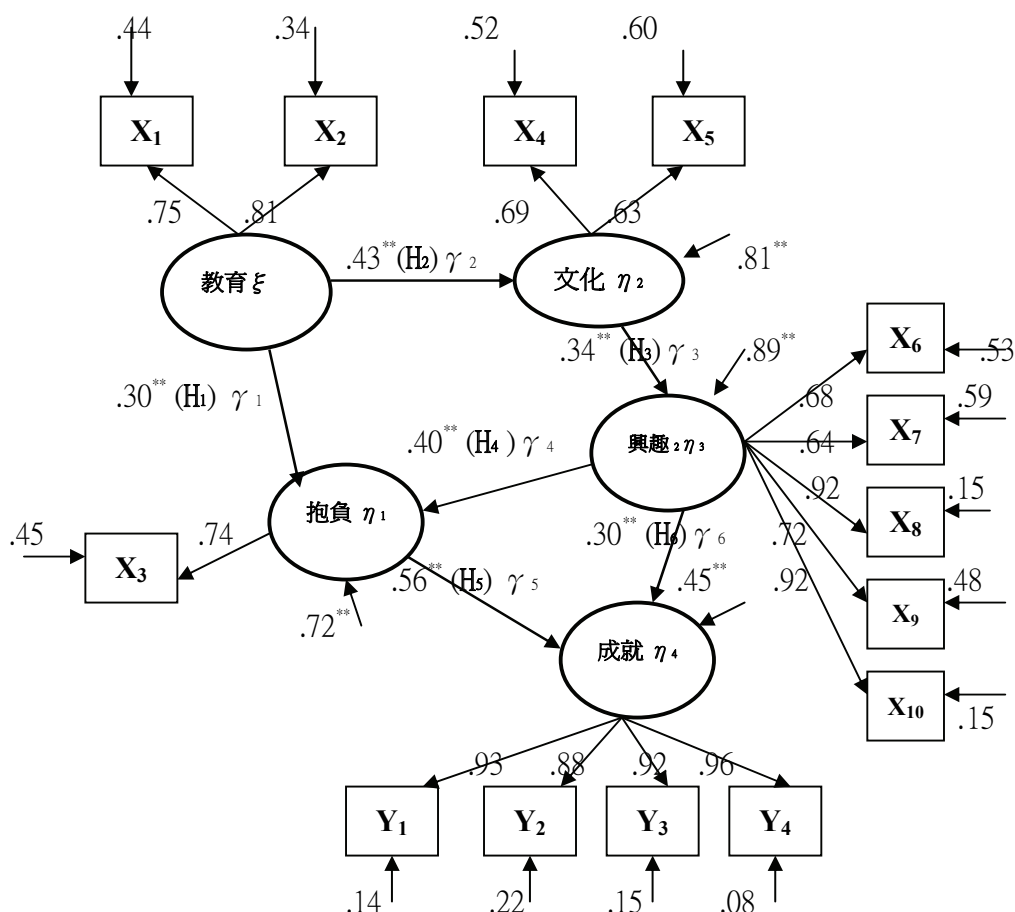 .44 .34 .52 .60
X1 X2 X4 X5
.75 .81 .69 .63
.43**(H2) γ 2
.81**
教育 ξ
文化 η 2
.34** (H3) γ 3
.89**
X6
.53
.30** (H1) γ 1
.68
.59
.40** (H4 ) γ 4
興趣 2 η 3
.64
X7
.92
.15
抱負 η 1
X8
.45
.74
.30** (H6) γ 6
.72
X3
.56** (H5) γ 5
.45**
.92
.48
.72**
X9
成就 η 4
X10
.15
.93 .88 .92 .96
Y1 Y2 Y3 Y4
.14 .22 .15 .08